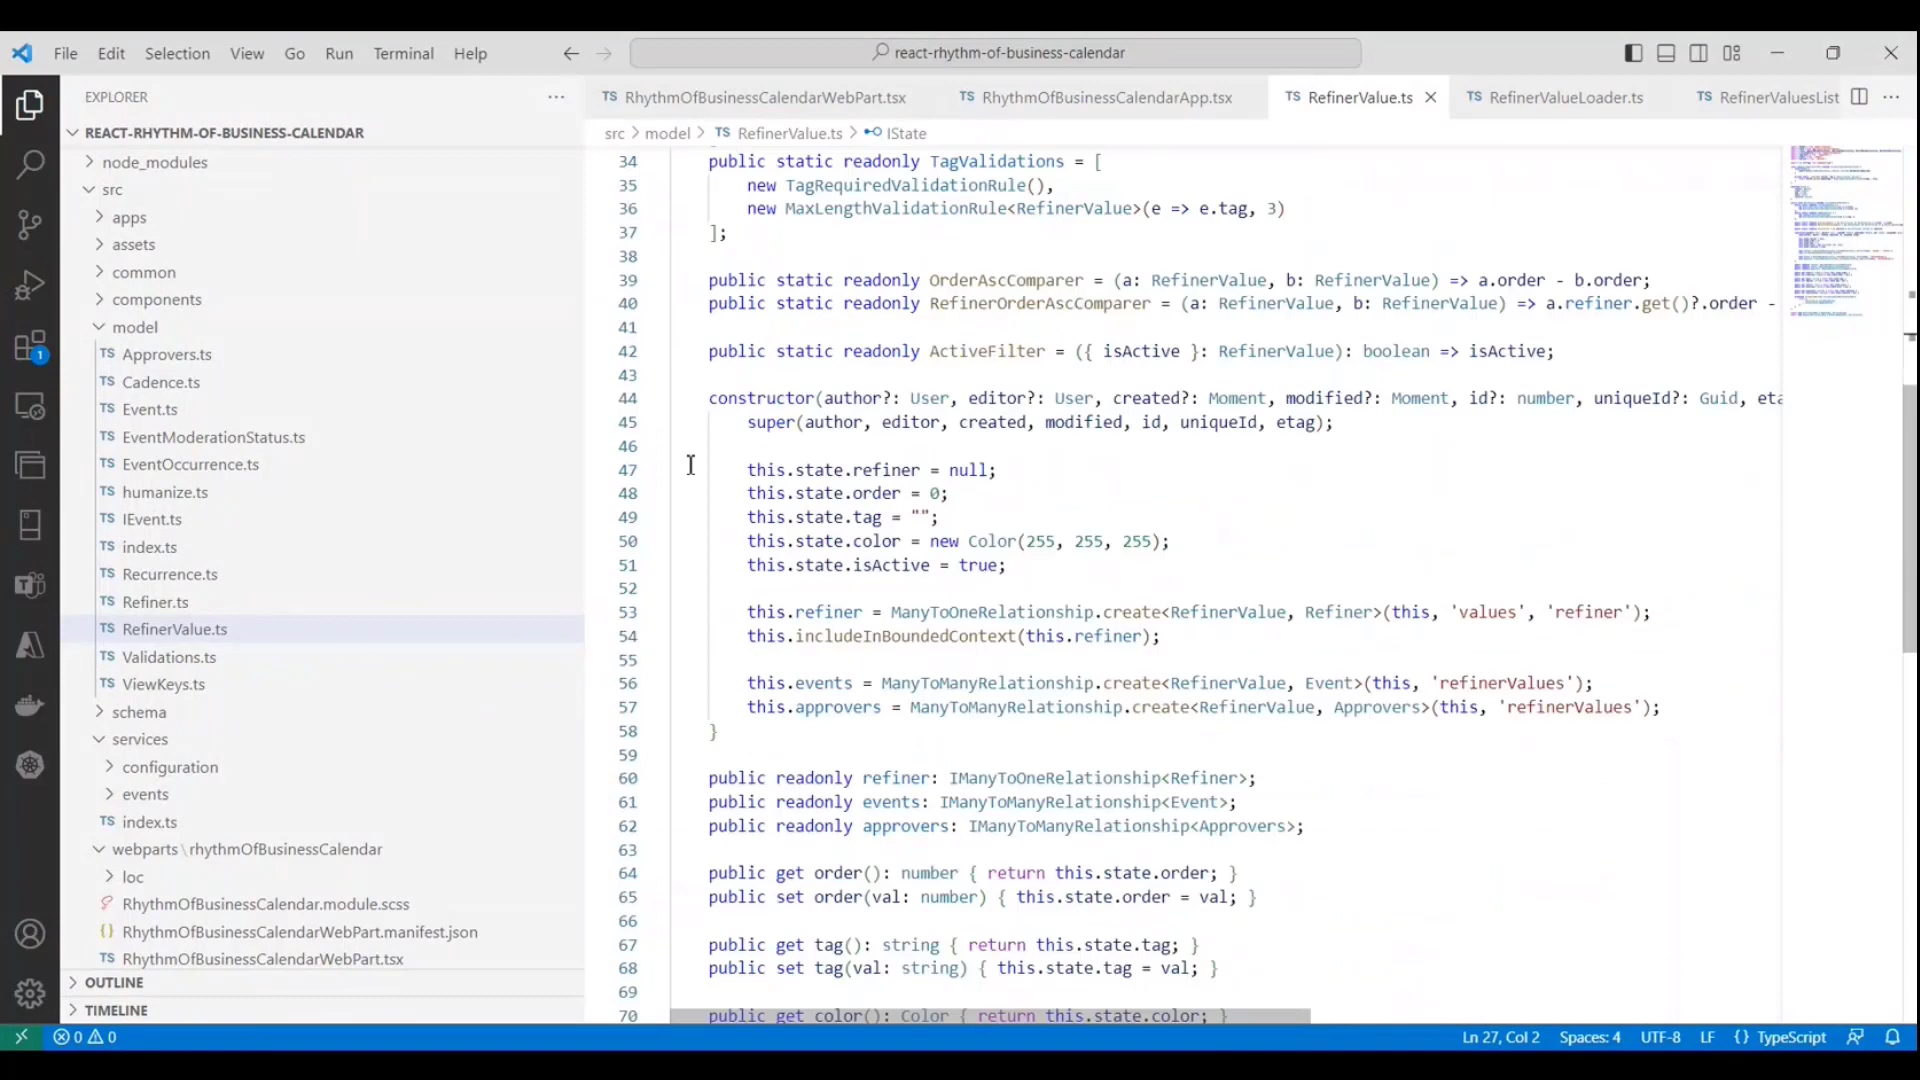 File Edit Selection View Go Run Terminal Help
react-rhythm-of-business-calendar
EXPLORER
REACT-RHYTHM-OF-BUSINESS-CALENDAR
node_modules
src
apps
assets
common
components
model
TS Approvers.ts
TS Cadence.ts
TS Event.ts
TS EventModerationStatus.ts
TS EventOccurrence.ts
TS humanize.ts
TS IEvent.ts
TS index.ts
TS Recurrence.ts
TS Refiner.ts
TS RefinerValue.ts
TS Validations.ts
TS ViewKeys.ts
schema
services
configuration
events
TS index.ts
webparts\rhythmOfBusinessCalendar
loc
RhythmOfBusinessCalendar.module.scss
{} RhythmOfBusinessCalendarWebPart.manifest.json
TS RhythmOfBusinessCalendarWebPart.tsx
OUTLINE
TIMELINE
1
TS RhythmOfBusinessCalendarWebPart.tsx TS RhythmOfBusinessCalendarApp.tsx TS RefinerValue.ts TS RefinerValueLoader.ts TS RefinerValuesList
src > model > TS RefinerValue.ts > IState
34 public static readonly TagValidations = [
35 new TagRequiredValidationRule(),
36 new MaxLengthValidationRule<RefinerValue>(e => e.tag, 3)
37 ];
38
39 public static readonly OrderAscComparer = (a: RefinerValue, b: RefinerValue) => a.order - b.order;
40 public static readonly RefinerOrderAscComparer = (a: RefinerValue, b: RefinerValue) => a.refiner.get()?.order -
41
42 public static readonly ActiveFilter = ({ isActive }: RefinerValue): boolean => isActive;
43
44 constructor(author?: User, editor?: User, created?: Moment, modified?: Moment, id?: number, uniqueId?: Guid, eta
45 super(author, editor, created, modified, id, uniqueId, etag);
46
47 this.state.refiner = null;
48 this.state.order = 0;
49 this.state.tag = "";
50 this.state.color = new Color(255, 255, 255);
51 this.state.isActive = true;
52
53 this.refiner = ManyToOneRelationship.create<RefinerValue, Refiner>(this, 'values', 'refiner');
54 this.includeInBoundedContext(this.refiner);
55
56 this.events = ManyToManyRelationship.create<RefinerValue, Event>(this, 'refinerValues');
57 this.approvers = ManyToManyRelationship.create<RefinerValue, Approvers>(this, 'refinerValues');
58 }
59
60 public readonly refiner: IManyToOneRelationship<Refiner>;
61 public readonly events: IManyToManyRelationship<Event>;
62 public readonly approvers: IManyToManyRelationship<Approvers>;
63
64 public get order(): number { return this.state.order; }
65 public set order(val: number) { this.state.order = val; }
66
67 public get tag(): string { return this.state.tag; }
68 public set tag(val: string) { this.state.tag = val; }
69
70 public get color(): Color { return this.state.color; }
0 0 Ln 27, Col 2 Spaces: 4 UTF-8 LF {} TypeScript